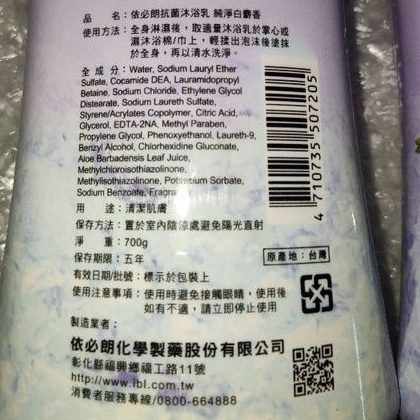 品　　名：依必朗抗菌沐浴乳 純淨白麝香
使用方法：全身淋濕後，取適量沐浴乳於掌心或
濕沐浴棉/巾上，輕揉出泡沫後塗抹
於全身，再以清水洗淨。
全 成 分：Water, Sodium Lauryl Ether
Sulfate, Cocamide DEA, Lauramidopropyl
Betaine, Sodium Chloride, Ethylene Glycol
Distearate, Sodium Laureth Sulfate,
Styrene/Acrylates Copolymer, Citric Acid,
Glycerol, EDTA-2NA, Methyl Paraben,
Propylene Glycol, Phenoxyethanol, Laureth-9,
Benzyl Alcohol, Chlorhexidine Gluconate,
Aloe Barbadensis Leaf Juice,
Methylchloroisothiazolinone,
Methylisothiazolinone, Potassium Sorbate,
Sodium Benzoate,
4710735507205
用　　途：清潔肌膚
保存方法：置於室內陰涼處避免陽光直射
淨　　重：700g
保存期限：五年
原產地：台灣
有效日期/批號：標示於包裝上
使用注意事項：使用時避免接觸眼睛，使用後
如有不適，請立即停止使用
製造業者：
依必朗化學製藥股份有限公司
彰化縣福興鄉福工路11號
http://www.ibl.com.tw
消費者服務專線/0800-664888